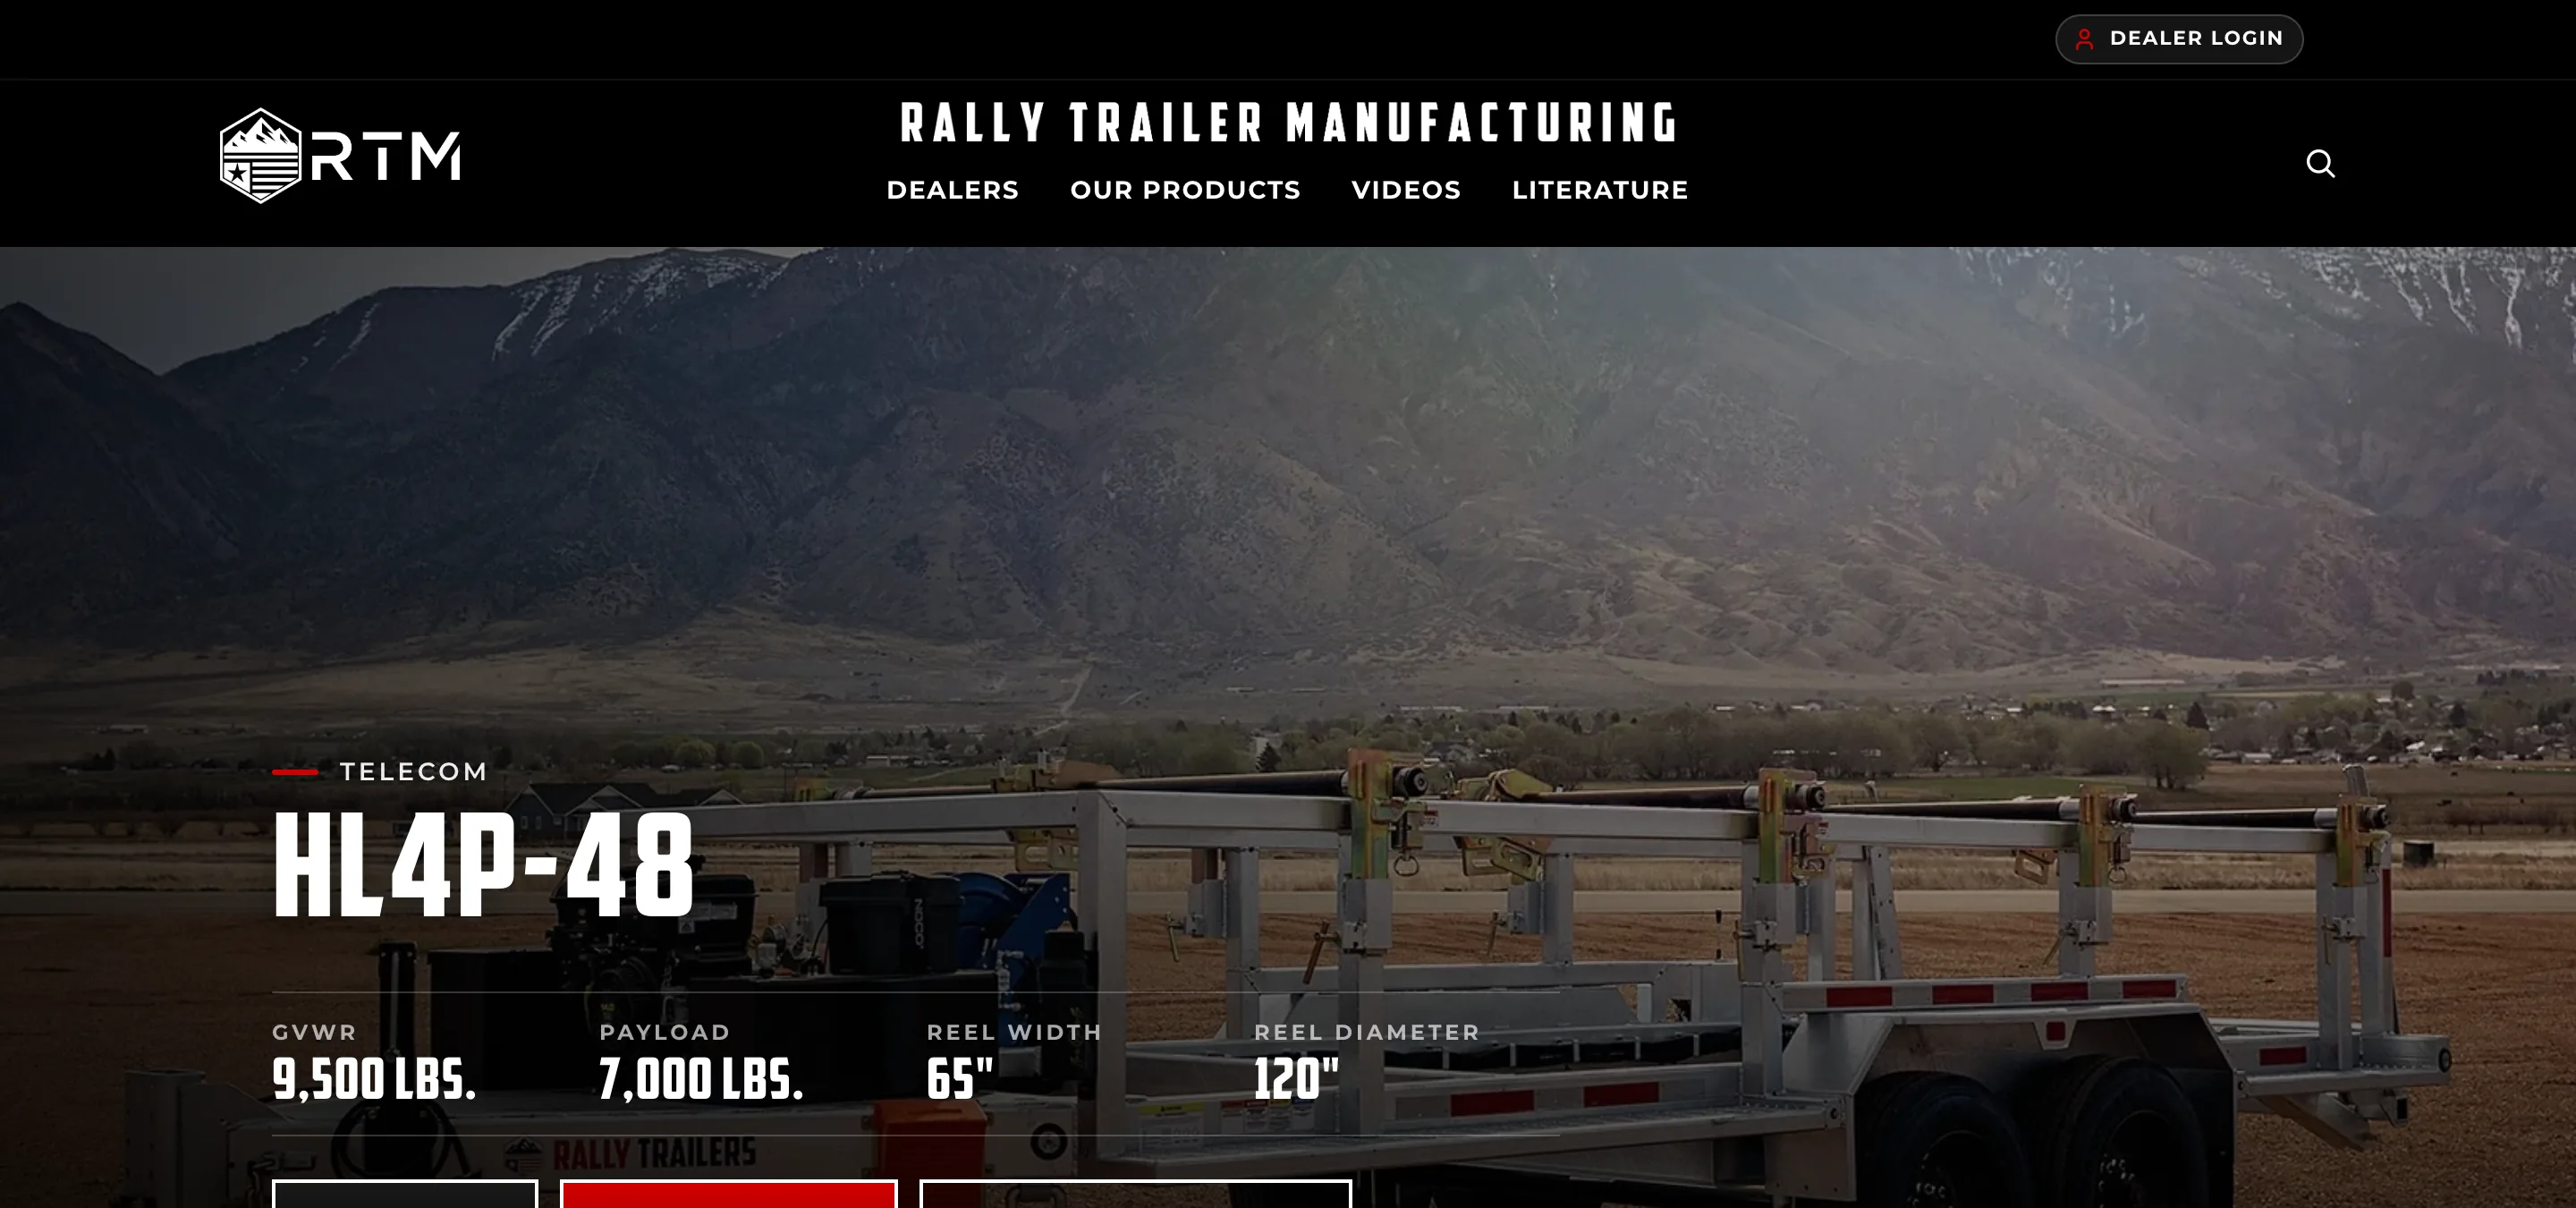 DEALER LOGIN
RTM
RALLY TRAILER MANUFACTURING
DEALERS OUR PRODUCTS VIDEOS LITERATURE
TELECOM
HL4P-48
NOCO
GVWR PAYLOAD REEL WIDTH REEL DIAMETER
9,500 LBS. 7,000 LBS. 65" 120"
RALLY TRAILERS